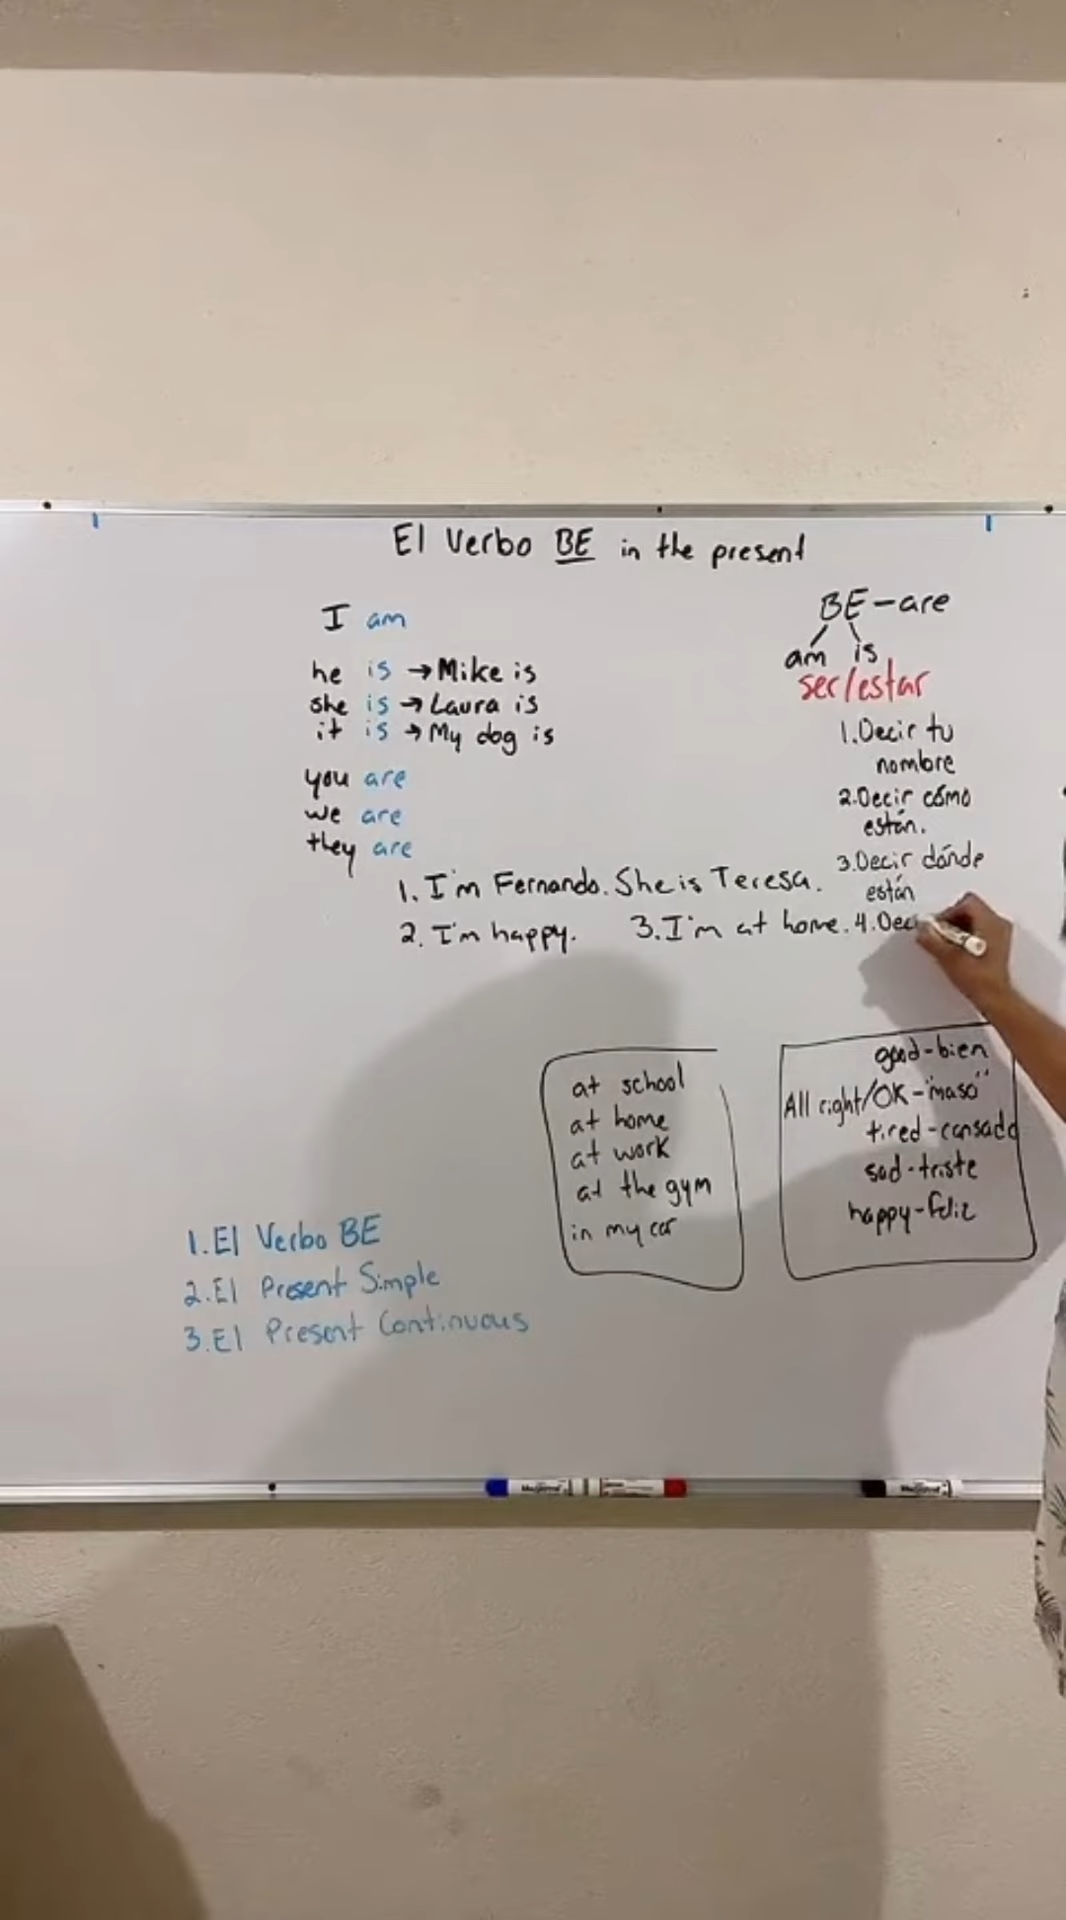 El Verbo BE in the present
I am
he is → Mike is
she is → Laura is
it is → My dog is
you are
we are
they are
BE – are
am is
ser/estar
1. Decir tu
nombre
2. Decir cómo
están.
3. Decir dónde
están
4. Dec
1. I'm Fernando. She is Teresa.
2. I'm happy. 3. I'm at home.
at school
at home
at work
at the gym
in my car
good - bien
All right/OK - "maso"
tired - cansado
sad - triste
happy - feliz
1. El Verbo BE
2. El Present Simple
3. El Present Continuous